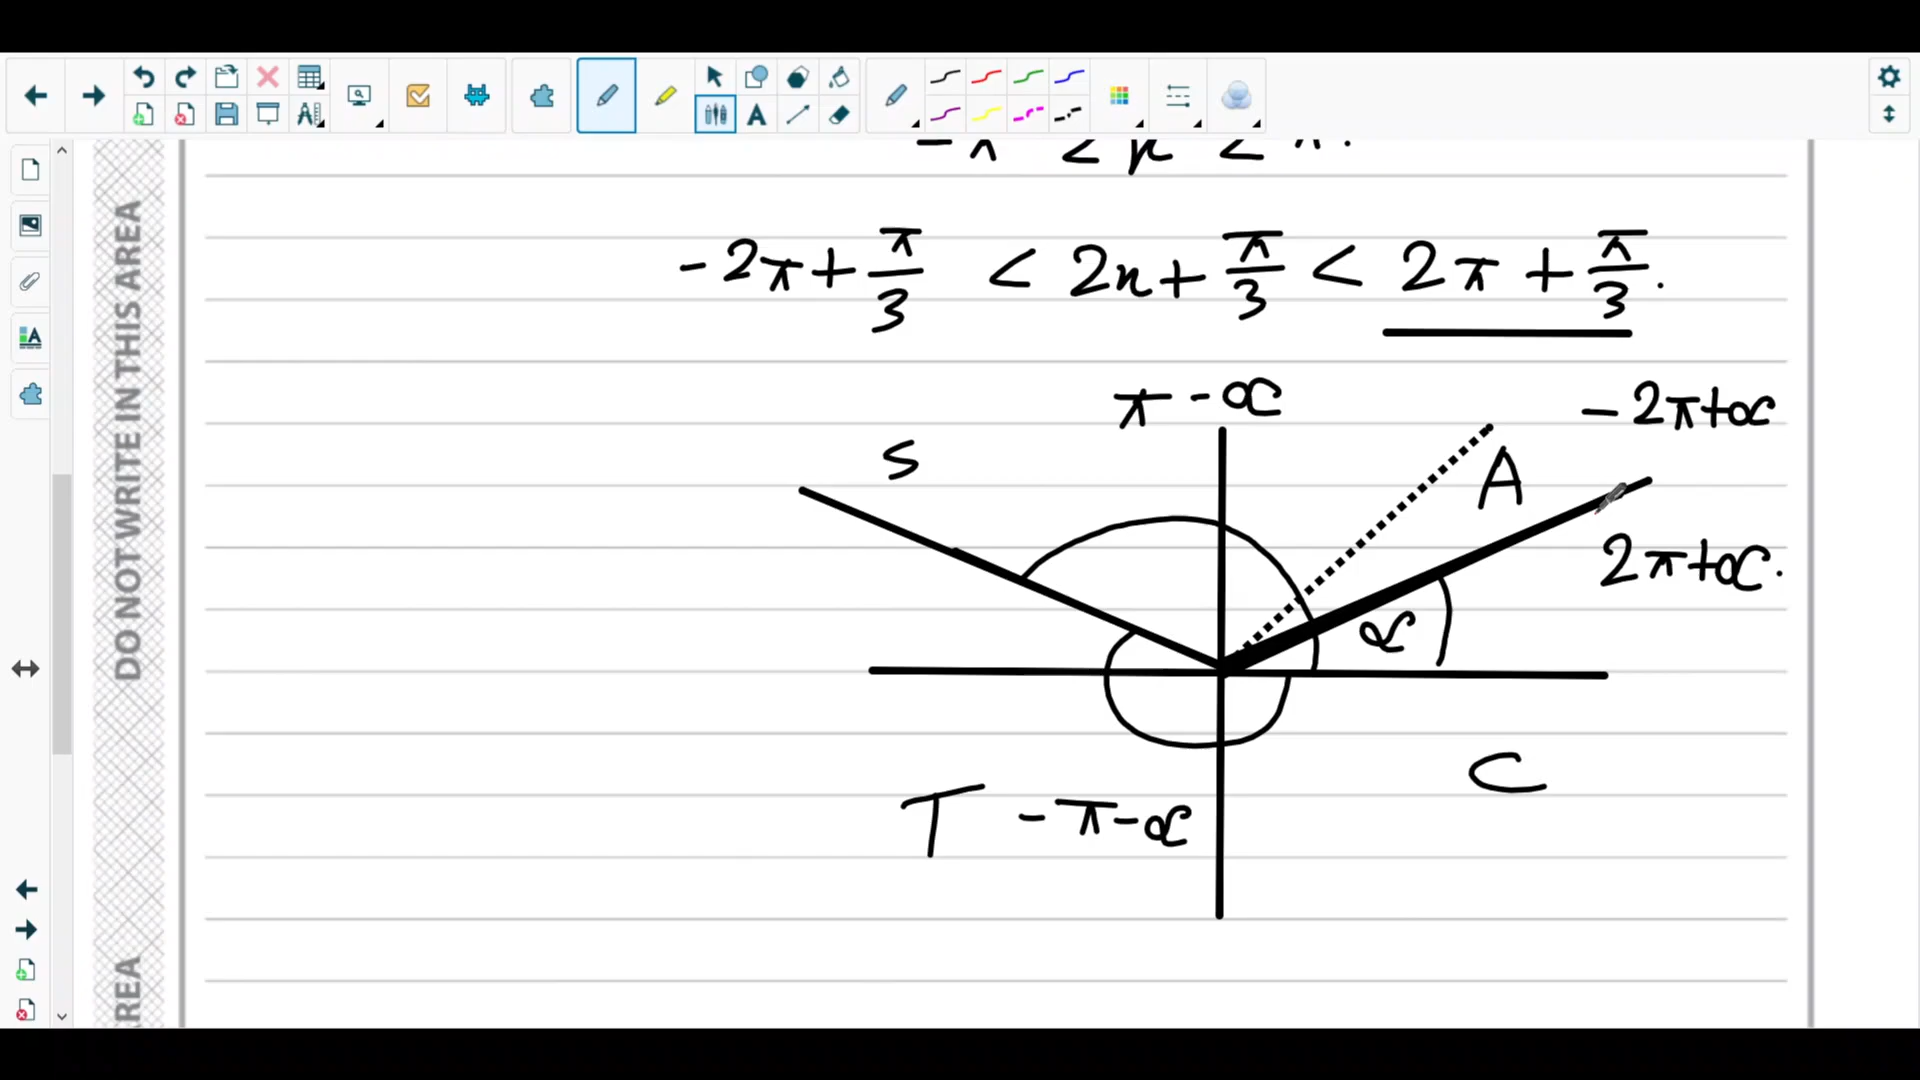 -π < x < π.
-2π+π/3 < 2x+π/3 < 2π+π/3.
π-α
-2π+α
S
A
2π+α.
α
C
T -π-α
DO NOT WRITE IN THIS AREA
AREA
A
A